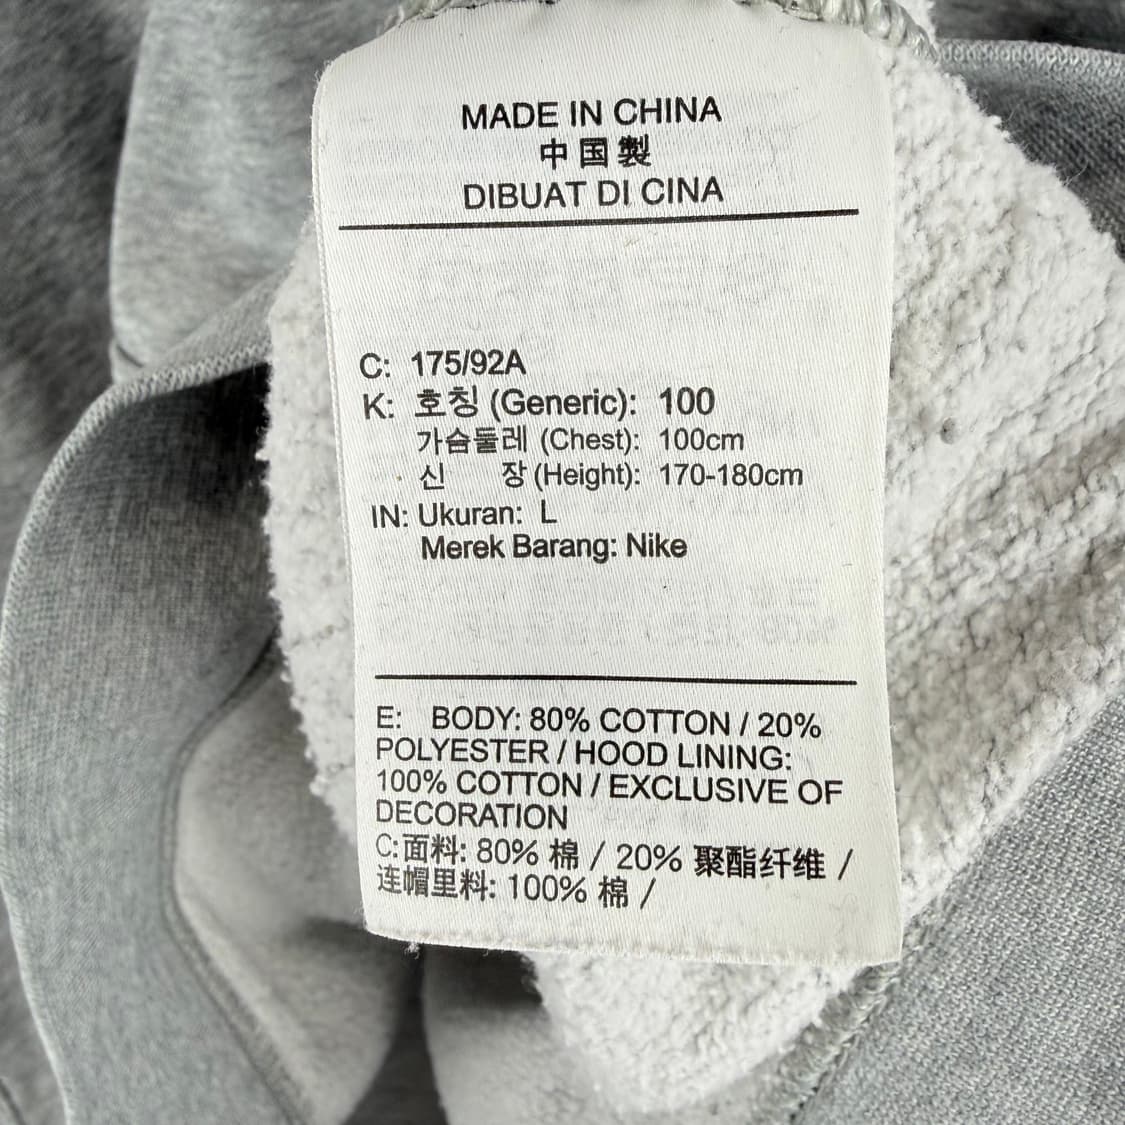 MADE IN CHINA
中国製
DIBUAT DI CINA
C: 175/92A
K: 호칭 (Generic): 100
가슴둘레 (Chest): 100cm
신 장 (Height): 170-180cm
IN: Ukuran: L
Merek Barang: Nike
E: BODY: 80% COTTON / 20%
POLYESTER / HOOD LINING:
100% COTTON / EXCLUSIVE OF
DECORATION
C: 面料: 80% 棉 / 20% 聚酯纤维 /
连帽里料: 100% 棉 /